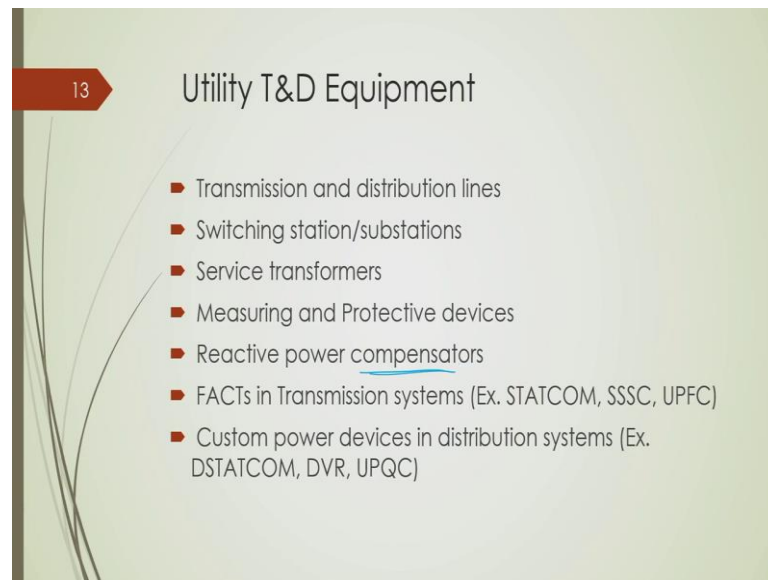 13
Utility T&D Equipment
Transmission and distribution lines
Switching station/substations
Service transformers
Measuring and Protective devices
Reactive power compensators
FACTs in Transmission systems (Ex. STATCOM, SSSC, UPFC)
Custom power devices in distribution systems (Ex.
DSTATCOM, DVR, UPQC)